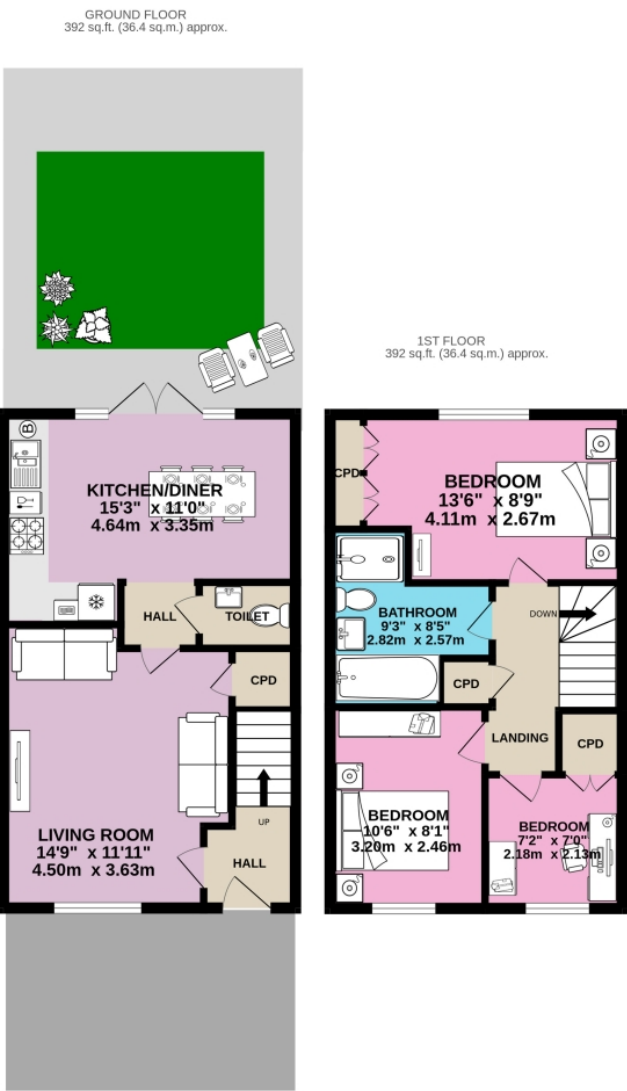 GROUND FLOOR
392 sq.ft. (36.4 sq.m.) approx.
B
KITCHEN/DINER
15'3" x 11'0"
4.64m x 3.35m
HALL
TOILET
CPD
UP
LIVING ROOM
14'9" x 11'11"
4.50m x 3.63m
HALL
1ST FLOOR
392 sq.ft. (36.4 sq.m.) approx.
CPD
BEDROOM
13'6" x 8'9"
4.11m x 2.67m
BATHROOM
9'3" x 8'5"
2.82m x 2.57m
DOWN
CPD
LANDING
CPD
BEDROOM
10'6" x 8'1"
3.20m x 2.46m
BEDROOM
7'2" x 7'0"
2.18m x 2.13m